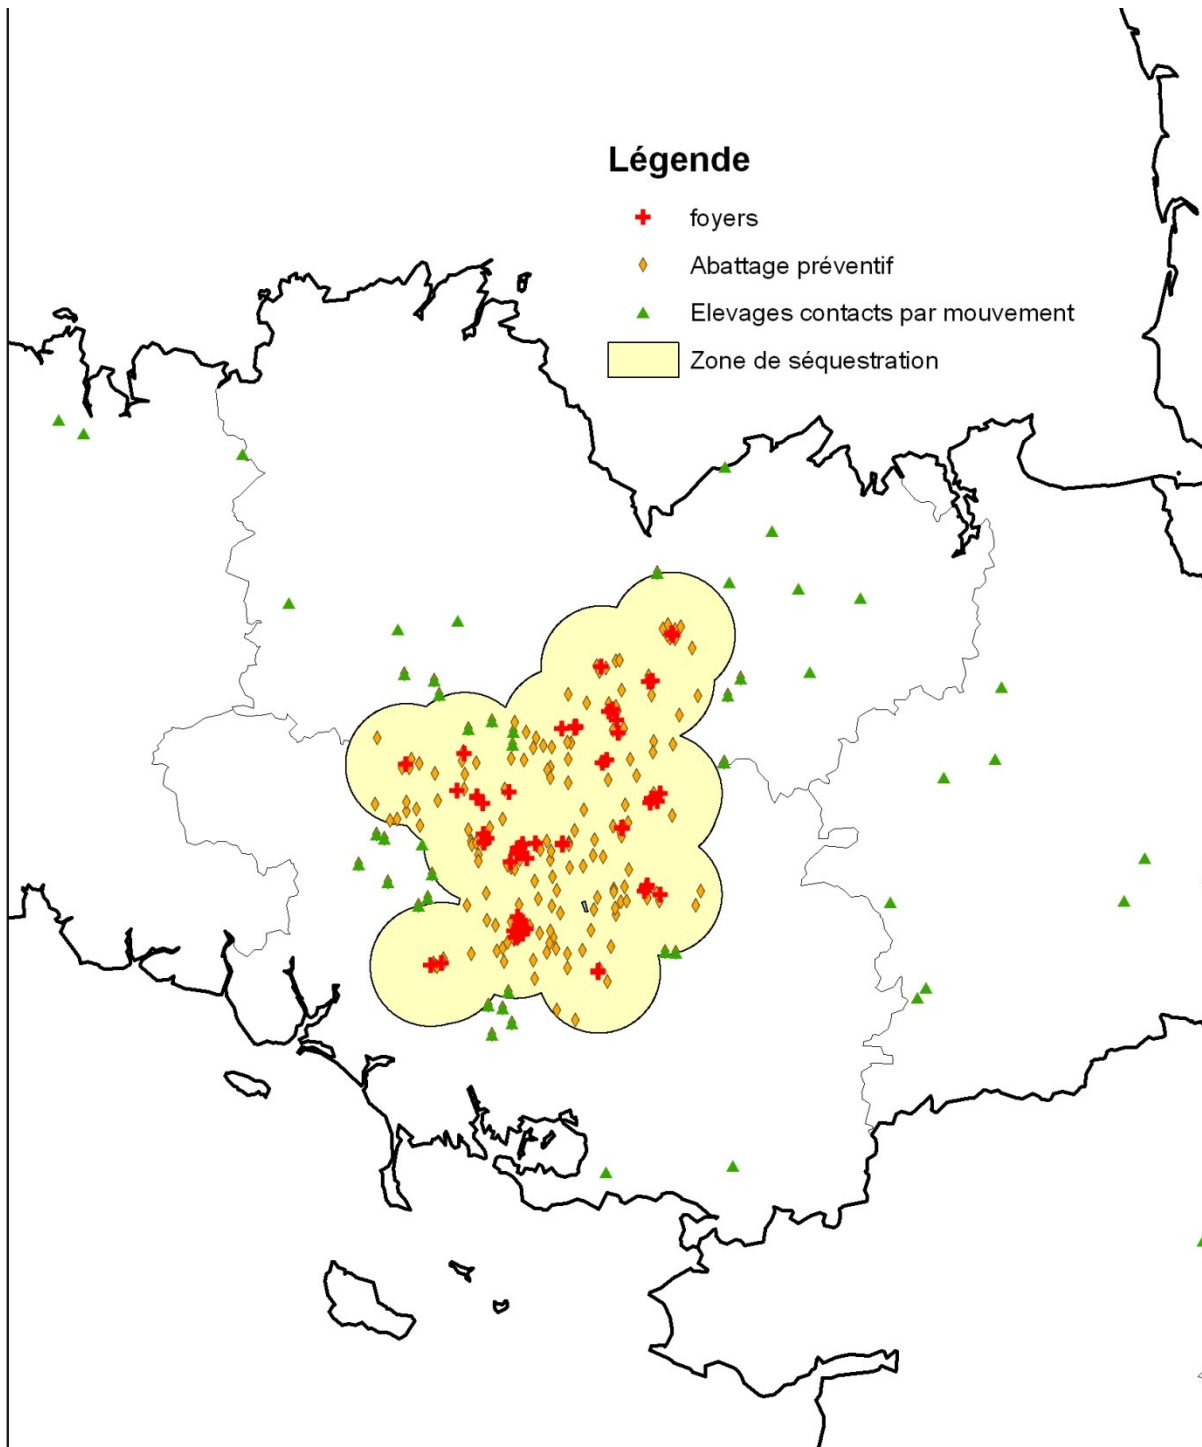 Légende
foyers
Abattage préventif
Elevages contacts par mouvement
Zone de séquestration